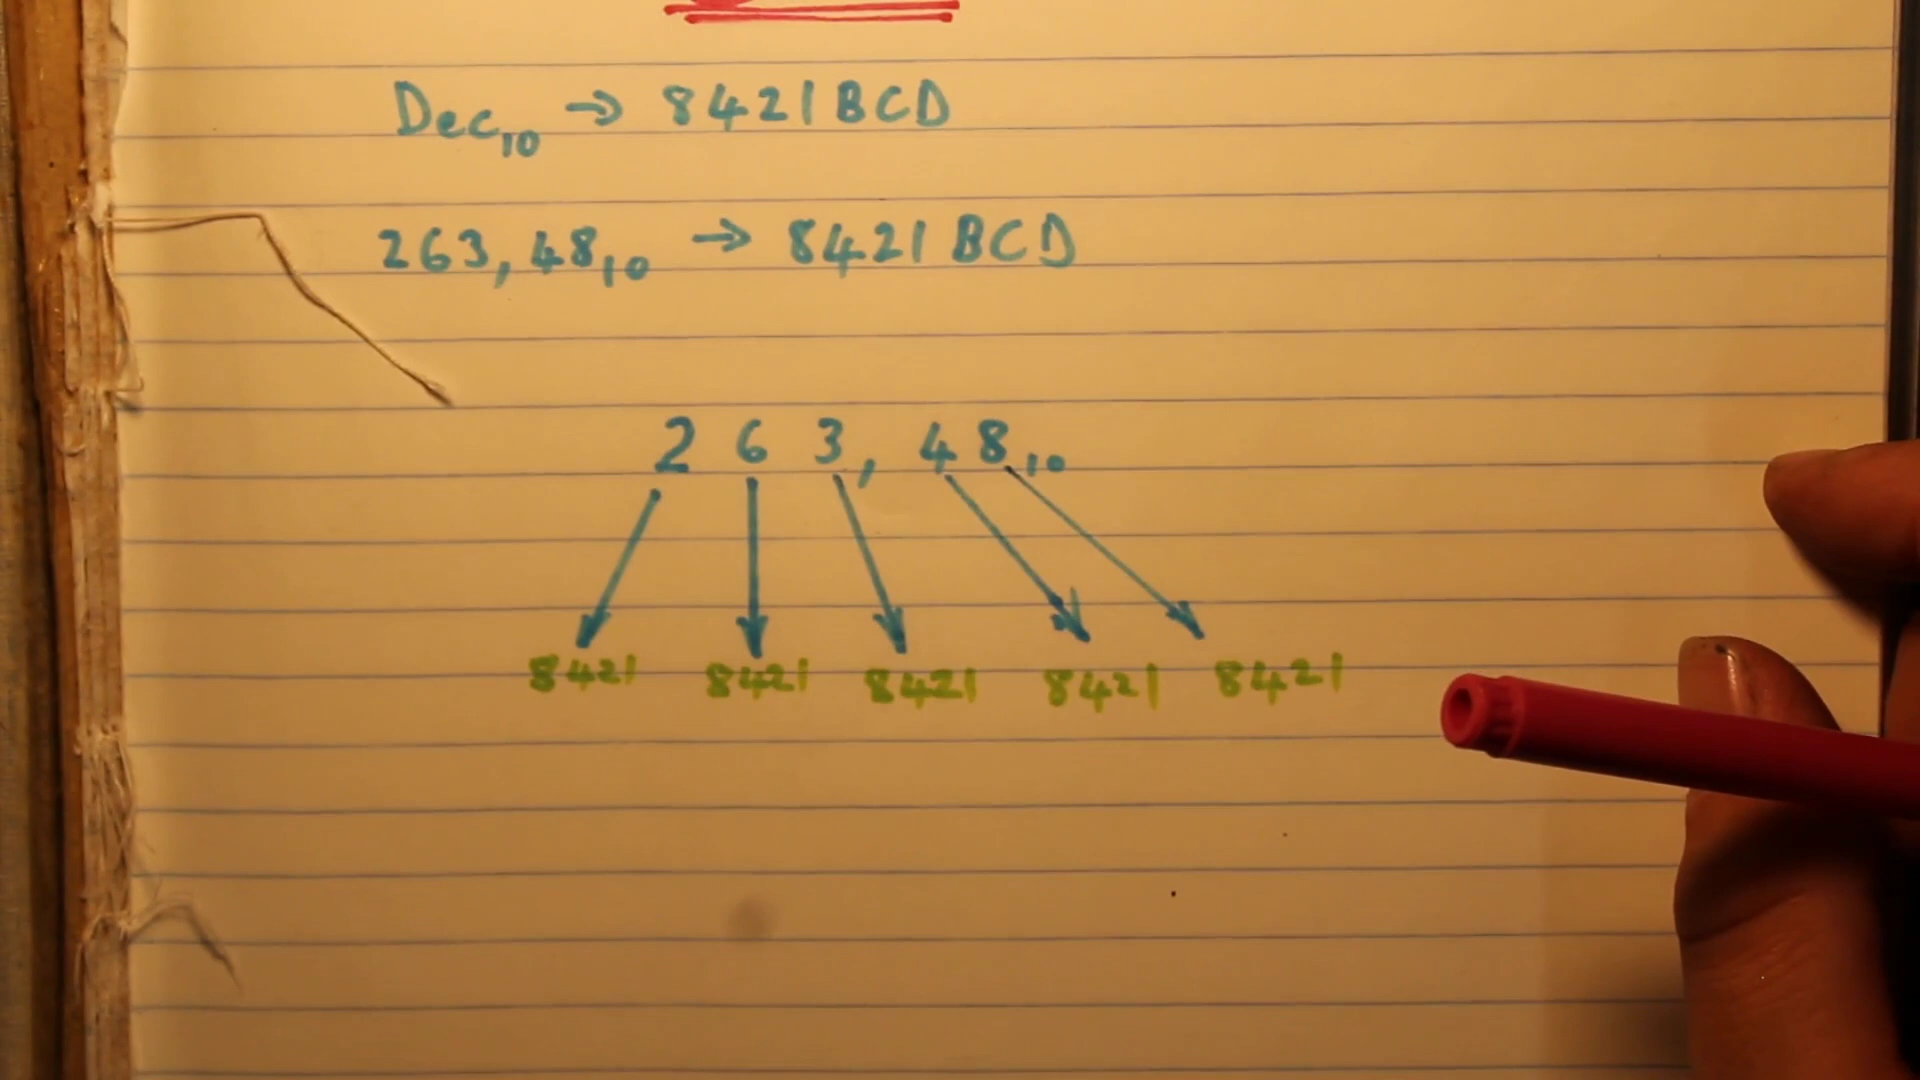 Dec₁₀ → 8421 BCD
263,48₁₀ → 8421 BCD
2 6 3, 4 8₁₀
8421 8421 8421 8421 8421